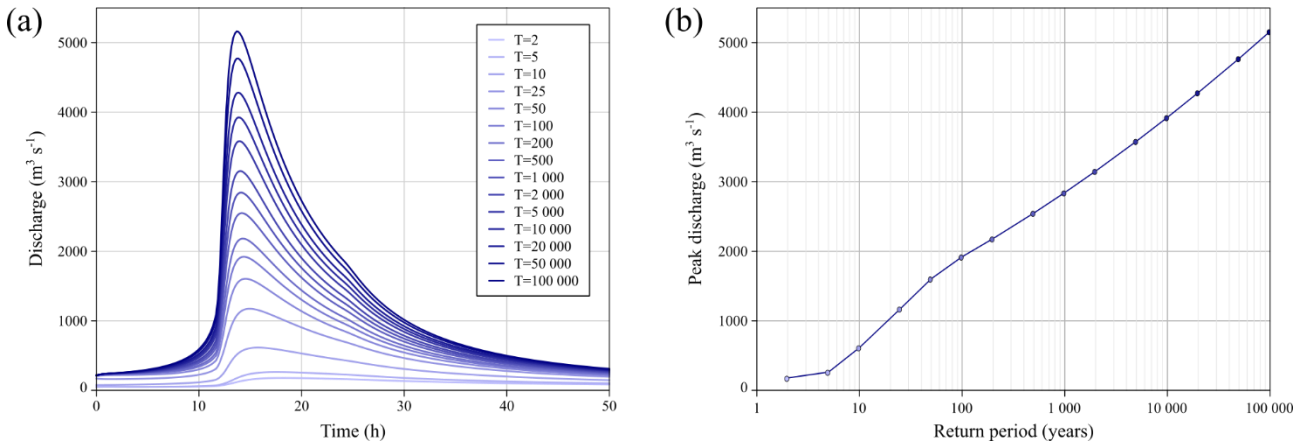 (a)
5000
4000
3000
2000
1000
0
Discharge (m³ s⁻¹)
0 10 20 30 40 50
Time (h)
T=2
T=5
T=10
T=25
T=50
T=100
T=200
T=500
T=1 000
T=2 000
T=5 000
T=10 000
T=20 000
T=50 000
T=100 000
(b)
5000
4000
3000
2000
1000
0
Peak discharge (m³ s⁻¹)
1 10 100 1 000 10 000 100 000
Return period (years)